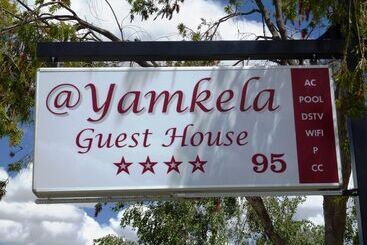 @Yamkela
Guest House
95
AC
POOL
DSTV
WIFI
P
CC